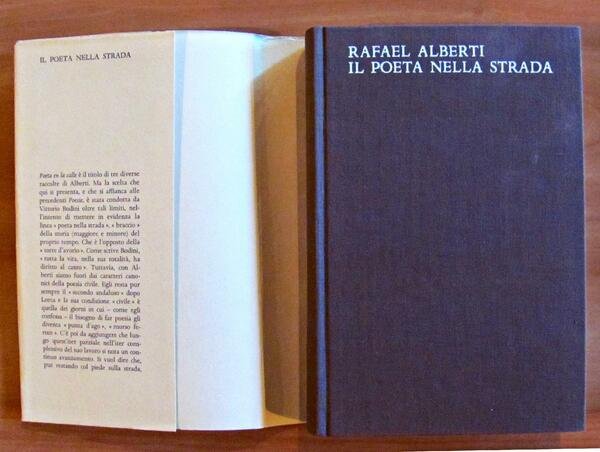 IL POETA NELLA STRADA
Poeta en la calle è il titolo di tre diverse
raccolte di Alberti. Ma la scelta che
qui si presenta, e che si affianca alle
precedenti Poesie, è stata condotta da
Vittorio Bodini oltre tali limiti, nel-
l'intento di mettere in evidenza la
linea « poeta nella strada », « braccio »
della storia (maggiore e minore) del
proprio tempo. Che è l'opposto della
« torre d'avorio ». Come scrive Bodini,
« tutta la vita, nella sua totalità, ha
diritto al canto ». Tuttavia, con Al-
berti siamo fuori dai caratteri cano-
nici della poesia civile. Egli resta pur
sempre il « secondo andaluso » dopo
Lorca e la sua condizione « civile » è
quella dei giorni in cui – come egli
confessa – il bisogno di far poesia gli
diventa « punta d'ago », « morso fe-
roce ». C'è poi da aggiungere che lun-
go quest'iter parziale nell'iter com-
plessivo del suo lavoro si nota un con-
tinuo avanzamento. Si vuol dire che,
pur restando col piede sulla strada,
RAFAEL ALBERTI
IL POETA NELLA STRADA